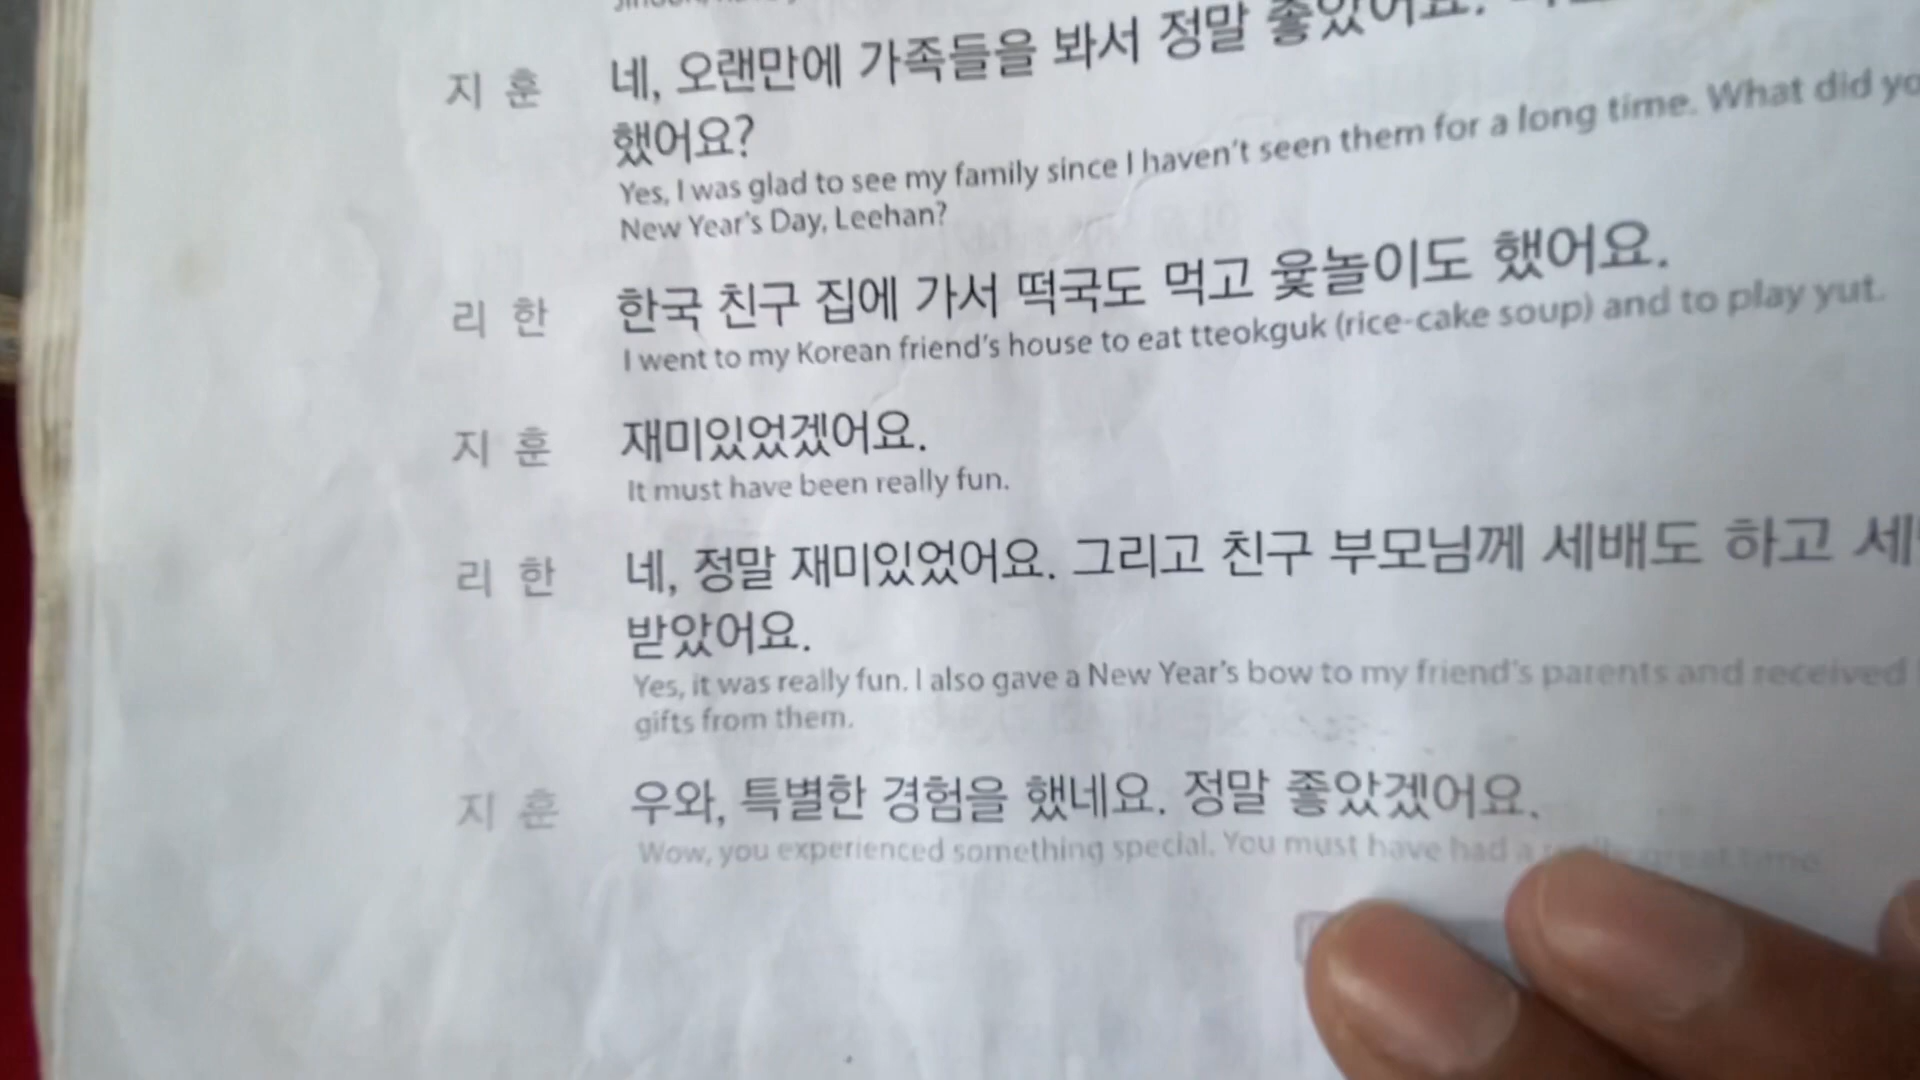 지 훈 네, 오랜만에 가족들을 봐서 정말 좋았어요.
했어요?
Yes, I was glad to see my family since I haven't seen them for a long time. What did
New Year's Day, Leehan?
리 한 한국 친구 집에 가서 떡국도 먹고 윷놀이도 했어요.
I went to my Korean friend's house to eat tteokguk (rice-cake soup) and to play yut.
지 훈 재미있었겠어요.
It must have been really fun.
리 한 네, 정말 재미있었어요. 그리고 친구 부모님께 세배도 하고
받았어요.
Yes, it was really fun. I also gave a New Year's bow to my friend's parents and received
gifts from them.
지 훈 우와, 특별한 경험을 했네요. 정말 좋았겠어요.
Wow, you experienced something special. You must have had a really great time